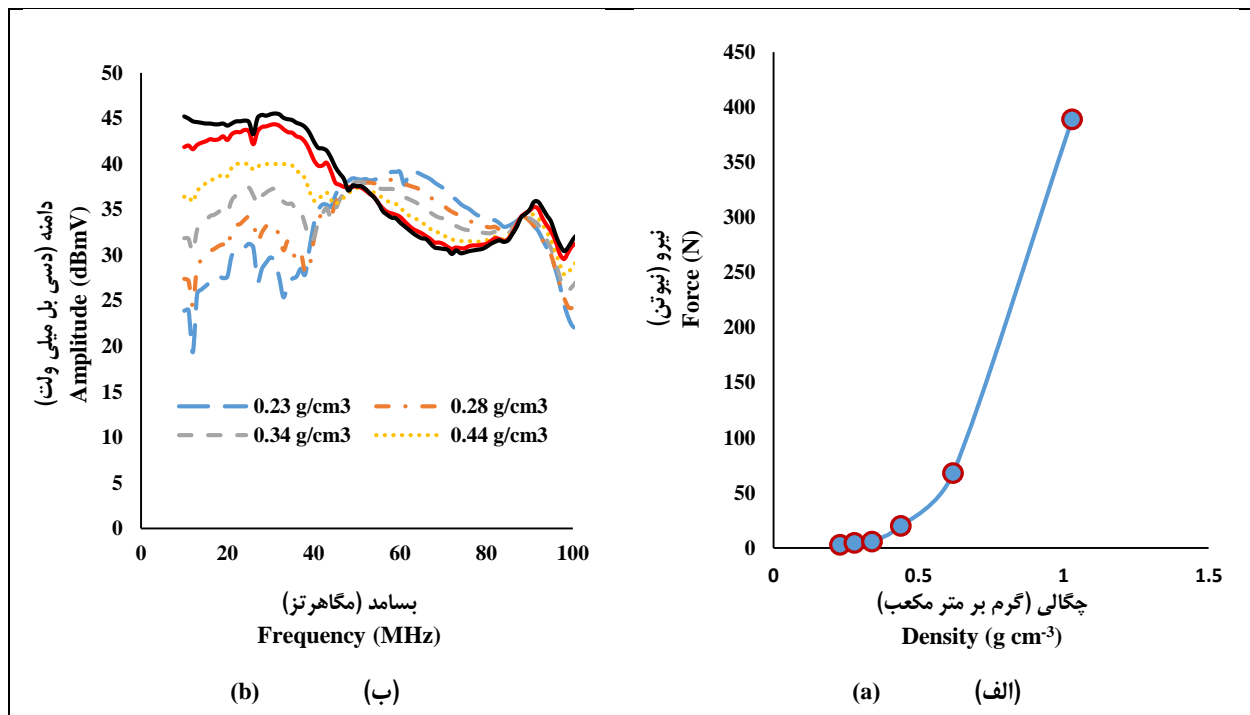 50
45
40
35
30
25
20
15
10
5
0
0
20
40
60
80
100
دامنه (دسی بل میلی ولت)
Amplitude (dBmV)
0.23 g/cm3
0.28 g/cm3
0.34 g/cm3
0.44 g/cm3
بسامد (مگاهرتز)
Frequency (MHz)
(b) (ب)
450
400
350
300
250
200
150
100
50
0
0
0.5
1
1.5
نیرو (نیوتن)
Force (N)
چگالی (گرم بر متر مکعب)
Density (g cm-3)
(a) (الف)